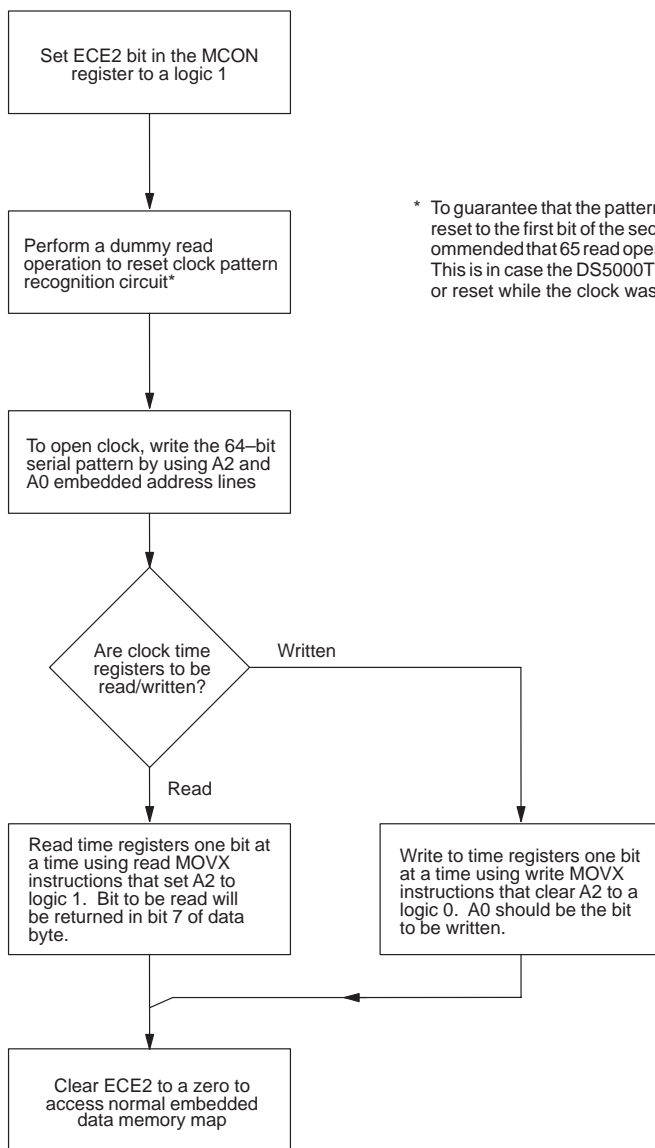 Set ECE2 bit in the MCON
register to a logic 1
* To guarantee that the pattern
reset to the first bit of the sec
ommended that 65 read oper
This is in case the DS5000T
or reset while the clock was
Perform a dummy read
operation to reset clock pattern
recognition circuit*
To open clock, write the 64–bit
serial pattern by using A2 and
A0 embedded address lines
Are clock time
registers to be
read/written?
Written
Read
Read time registers one bit at
a time using read MOVX
instructions that set A2 to
logic 1. Bit to be read will
be returned in bit 7 of data
byte.
Write to time registers one bit
at a time using write MOVX
instructions that clear A2 to a
logic 0. A0 should be the bit
to be written.
Clear ECE2 to a zero to
access normal embedded
data memory map